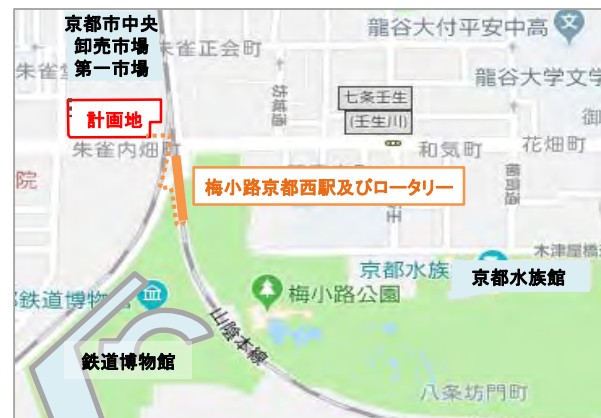 京都市中央
卸売市場
第一市場
龍谷大付平安中高
朱雀正会町
龍谷大学文学
七条壬生
(壬生川)
計画地
朱雀内畑町
和気町
花畑町
院
梅小路京都西駅及びロータリー
木津屋橋
京都水族
京都水族館
梅小路公園
鉄道博物館
山陰本線
鉄道博物館
八条坊門町